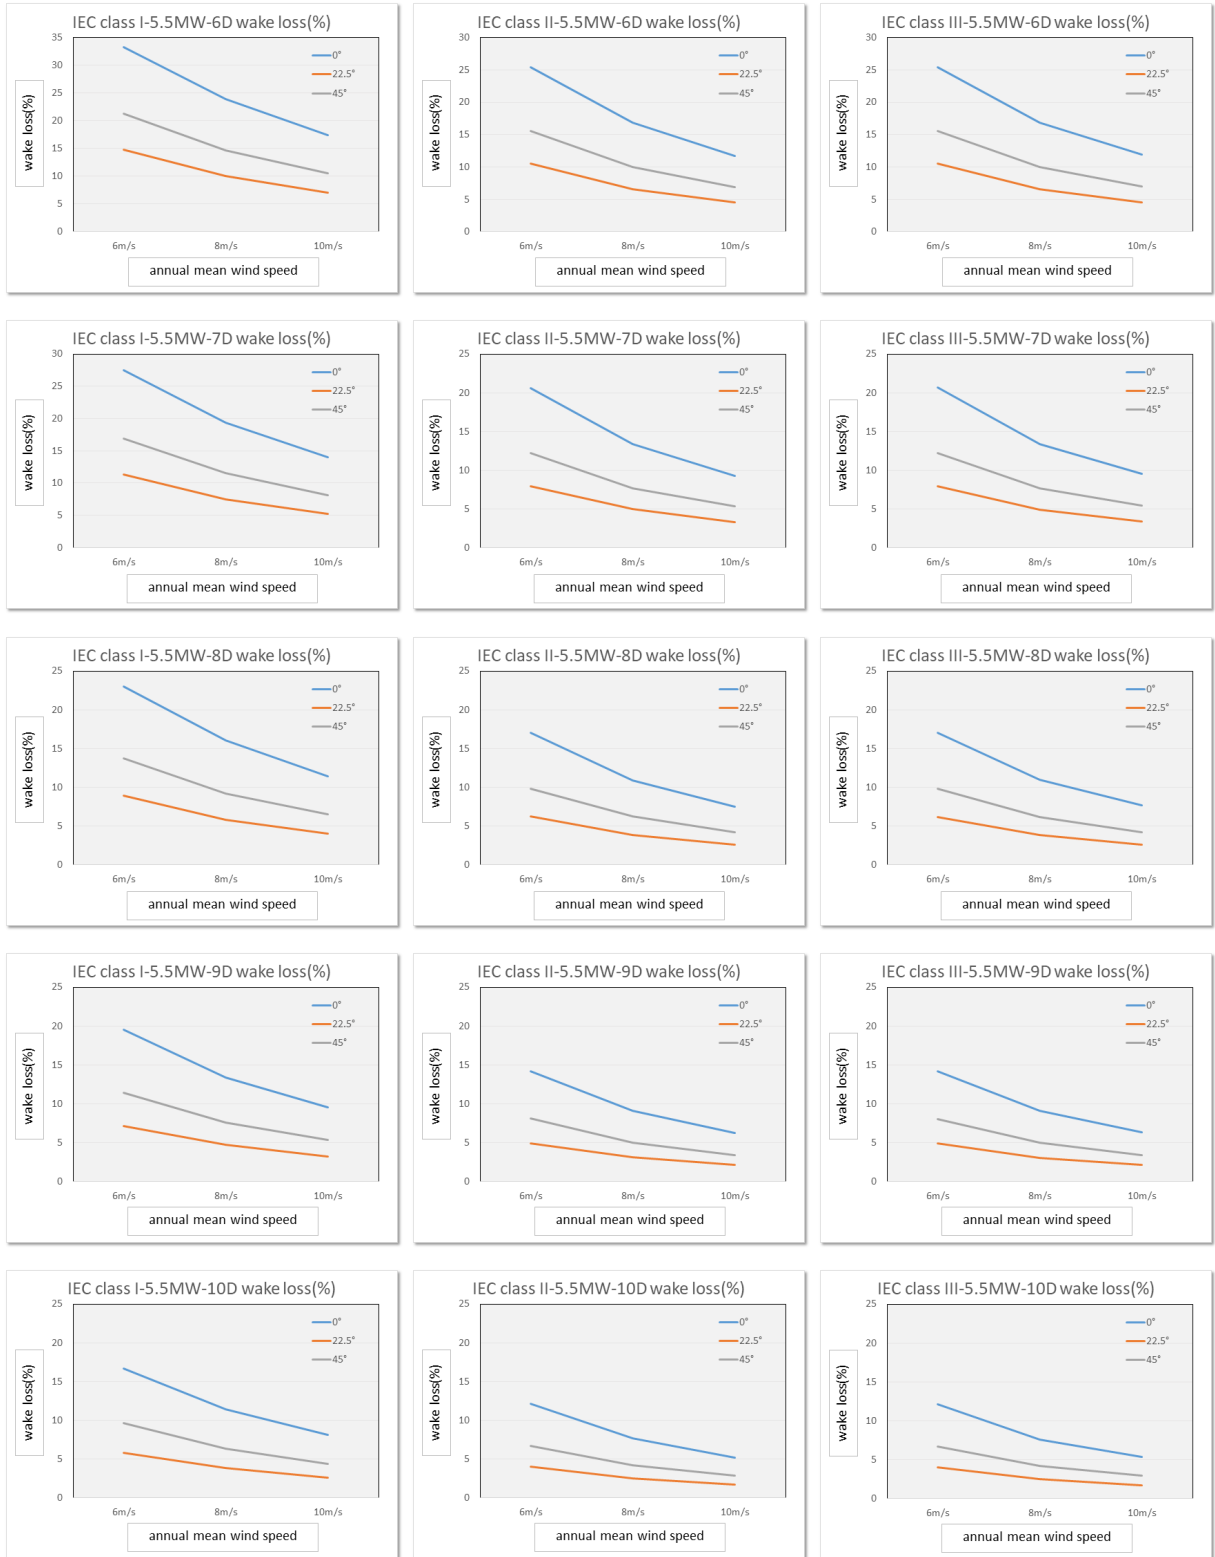 IEC class I-5.5MW-6D wake loss(%)
35
30
25
20
15
10
5
0
wake loss(%)
0°
22.5°
45°
6m/s 8m/s 10m/s
annual mean wind speed
IEC class II-5.5MW-6D wake loss(%)
30
25
20
15
10
5
0
wake loss(%)
0°
22.5°
45°
6m/s 8m/s 10m/s
annual mean wind speed
IEC class III-5.5MW-6D wake loss(%)
30
25
20
15
10
5
0
wake loss(%)
0°
22.5°
45°
6m/s 8m/s 10m/s
annual mean wind speed
IEC class I-5.5MW-7D wake loss(%)
30
25
20
15
10
5
0
wake loss(%)
0°
22.5°
45°
6m/s 8m/s 10m/s
annual mean wind speed
IEC class II-5.5MW-7D wake loss(%)
25
20
15
10
5
0
wake loss(%)
0°
22.5°
45°
6m/s 8m/s 10m/s
annual mean wind speed
IEC class III-5.5MW-7D wake loss(%)
25
20
15
10
5
0
wake loss(%)
0°
22.5°
45°
6m/s 8m/s 10m/s
annual mean wind speed
IEC class I-5.5MW-8D wake loss(%)
25
20
15
10
5
0
wake loss(%)
0°
22.5°
45°
6m/s 8m/s 10m/s
annual mean wind speed
IEC class II-5.5MW-8D wake loss(%)
25
20
15
10
5
0
wake loss(%)
0°
22.5°
45°
6m/s 8m/s 10m/s
annual mean wind speed
IEC class III-5.5MW-8D wake loss(%)
25
20
15
10
5
0
wake loss(%)
0°
22.5°
45°
6m/s 8m/s 10m/s
annual mean wind speed
IEC class I-5.5MW-9D wake loss(%)
25
20
15
10
5
0
wake loss(%)
0°
22.5°
45°
6m/s 8m/s 10m/s
annual mean wind speed
IEC class II-5.5MW-9D wake loss(%)
25
20
15
10
5
0
wake loss(%)
0°
22.5°
45°
6m/s 8m/s 10m/s
annual mean wind speed
IEC class III-5.5MW-9D wake loss(%)
25
20
15
10
5
0
wake loss(%)
0°
22.5°
45°
6m/s 8m/s 10m/s
annual mean wind speed
IEC class I-5.5MW-10D wake loss(%)
25
20
15
10
5
0
wake loss(%)
0°
22.5°
45°
6m/s 8m/s 10m/s
annual mean wind speed
IEC class II-5.5MW-10D wake loss(%)
25
20
15
10
5
0
wake loss(%)
0°
22.5°
45°
6m/s 8m/s 10m/s
annual mean wind speed
IEC class III-5.5MW-10D wake loss(%)
25
20
15
10
5
0
wake loss(%)
0°
22.5°
45°
6m/s 8m/s 10m/s
annual mean wind speed